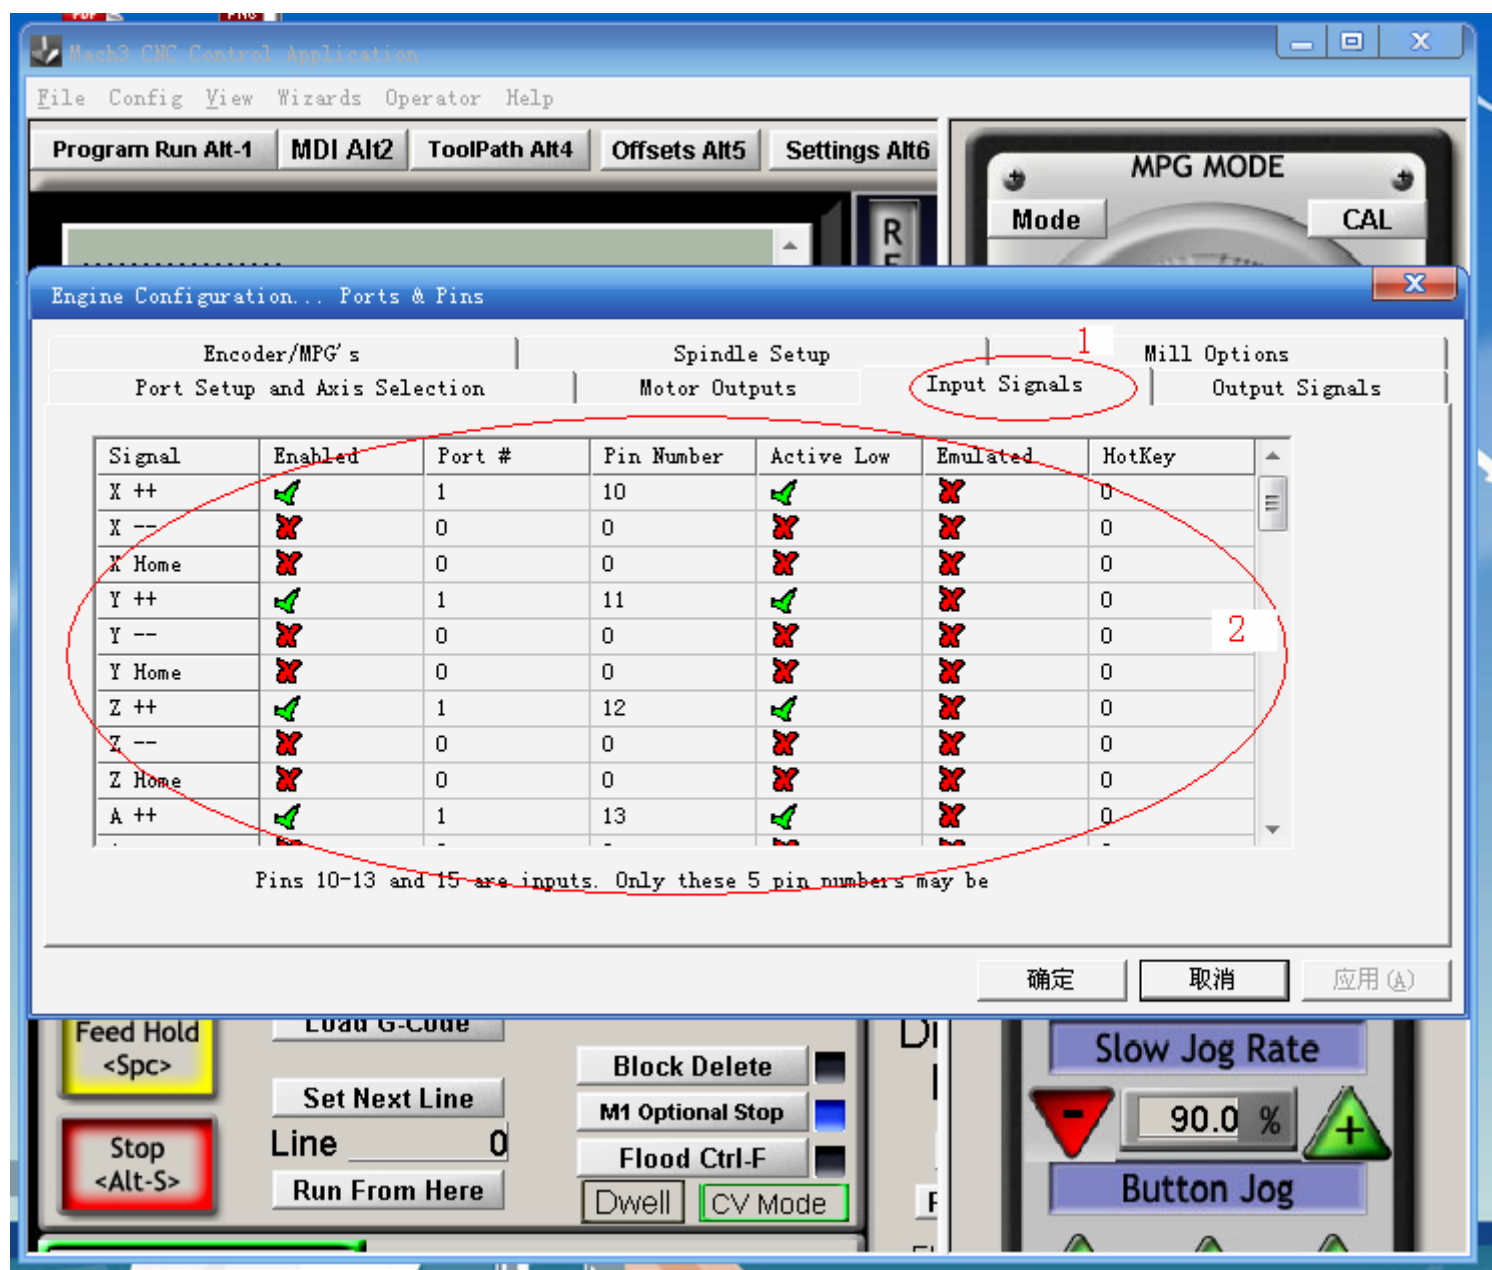 PDF
PNG
Mach3 CNC Control Application
File Config View Wizards Operator Help
Program Run Alt-1 MDI Alt2 ToolPath Alt4 Offsets Alt5 Settings Alt6
MPG MODE
Mode CAL
R
Engine Configuration... Ports & Pins
1
Encoder/MPG's Spindle Setup Mill Options
Port Setup and Axis Selection Motor Outputs Input Signals Output Signals
Signal Enabled Port # Pin Number Active Low Emulated HotKey
X ++ 1 10 0
X -- 0 0 0
X Home 0 0 0
Y ++ 1 11 0
Y -- 0 0 0
2
Y Home 0 0 0
Z ++ 1 12 0
Z -- 0 0 0
Z Home 0 0 0
A ++ 1 13 0
Pins 10-13 and 15 are inputs. Only these 5 pin numbers may be
确定 取消 应用(A)
Feed Hold
<Spc>
Load G-Code
Set Next Line
Line 0
Run From Here
Stop
<Alt-S>
Block Delete
M1 Optional Stop
Flood Ctrl-F
Dwell CV Mode
Slow Jog Rate
- 90.0 % +
Button Jog